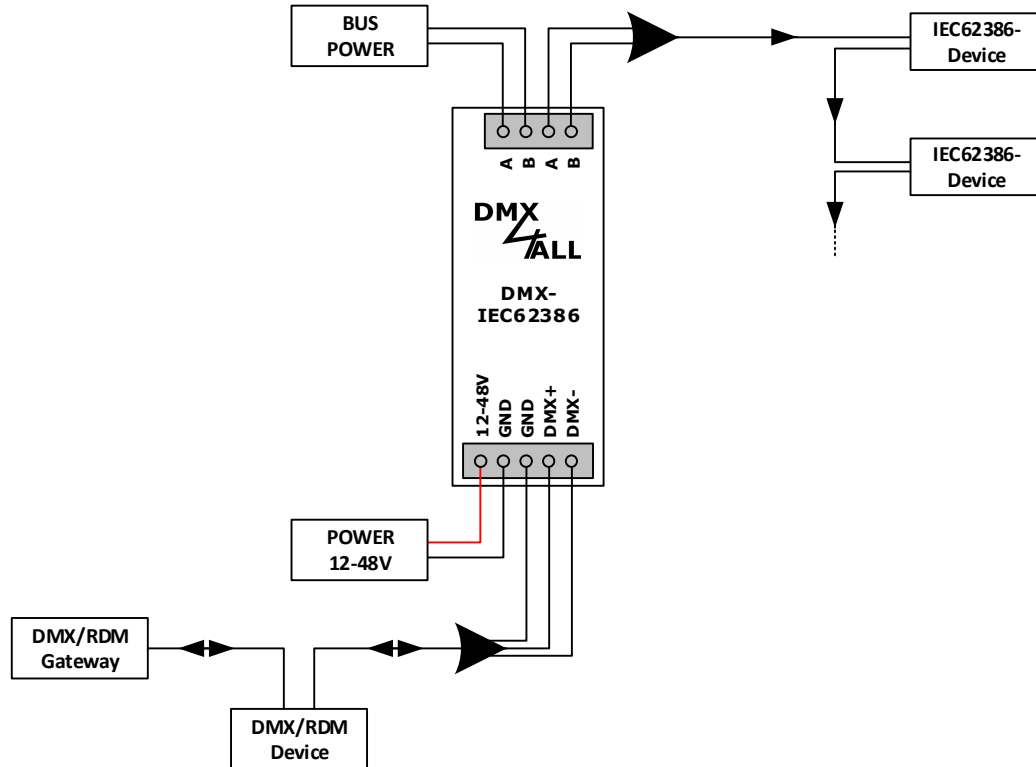 BUS
POWER
IEC62386-
Device
IEC62386-
Device
A
B
A
B
DMX
4
ALL
DMX-
IEC62386
12-48V
GND
GND
DMX+
DMX-
POWER
12-48V
DMX/RDM
Gateway
DMX/RDM
Device